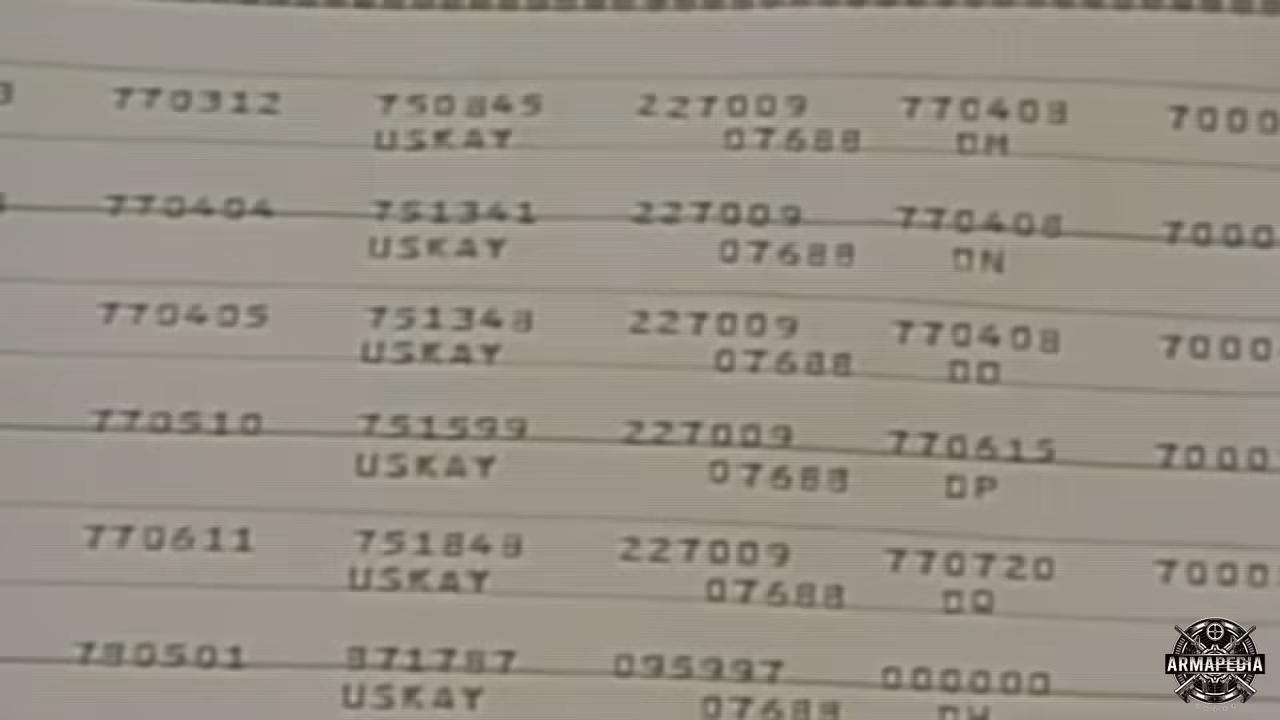 770312 750845 227009 770408 7000
USKAY 07688 DM
770404 751341 227009 770408 7000
USKAY 07688 DN
770405 751348 227009 770408 7000
USKAY 07688 DO
770510 751599 227009 770615 7000
USKAY 07688 DP
770611 751848 227009 770720 7000
USKAY 07688 DQ
780501 871787 095997 000000
USKAY 07688
ARMAPEDIA